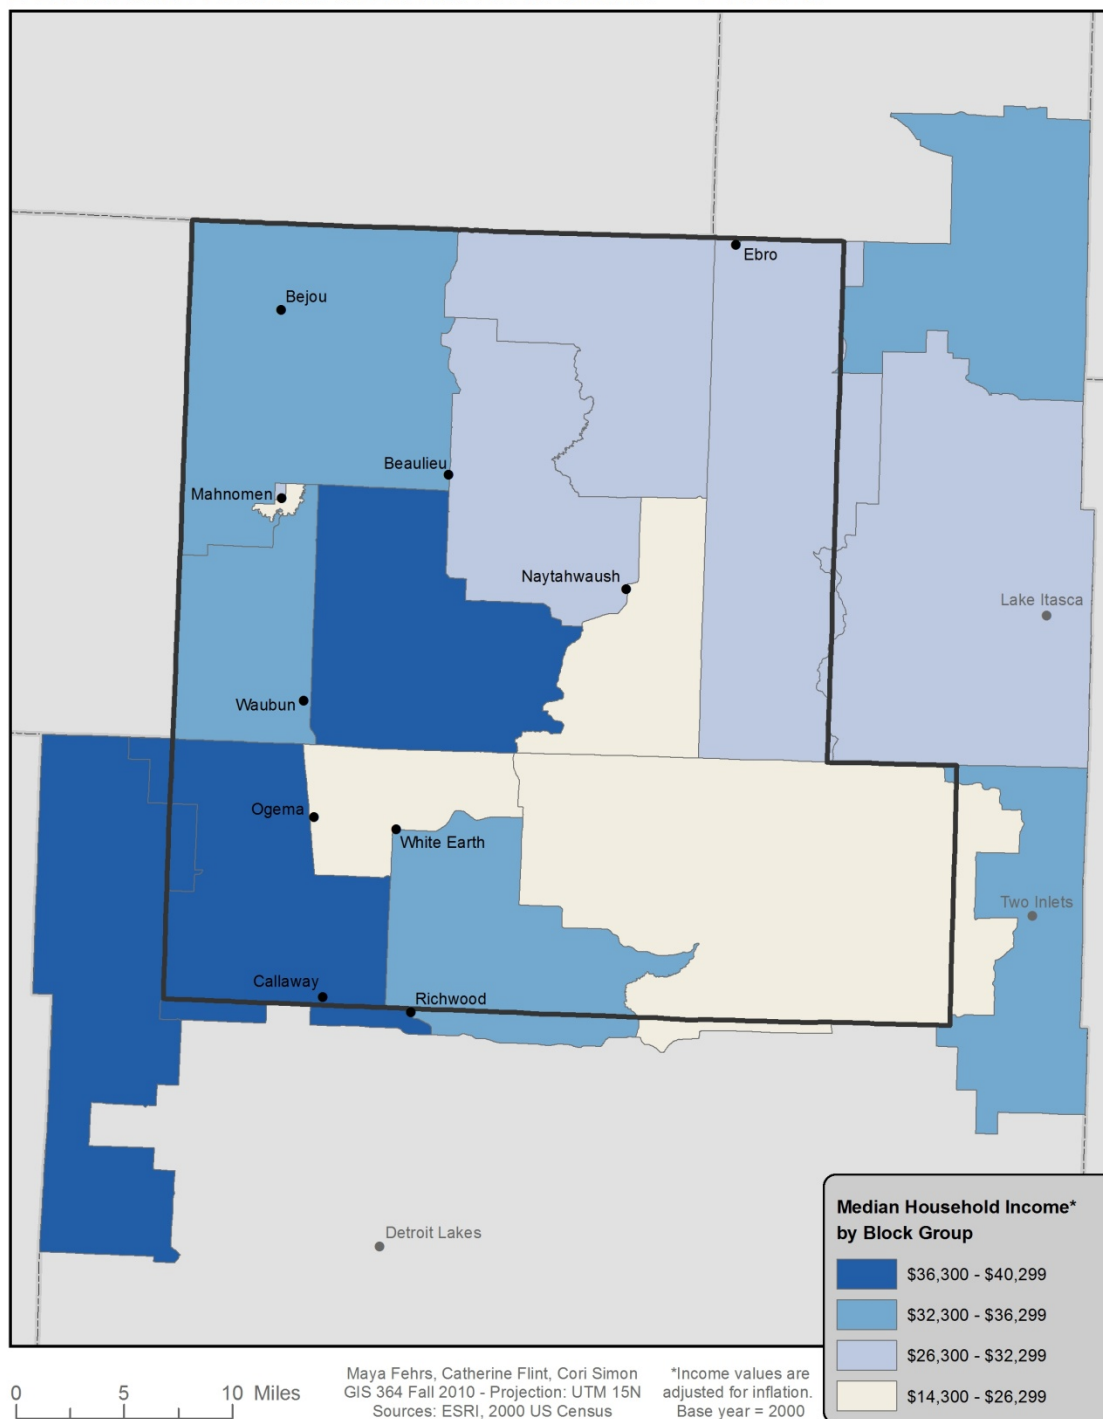 Ebro
Bejou
Beaulieu
Mahnomen
Naytahwaush
Lake Itasca
Waubun
Ogema
White Earth
Two Inlets
Callaway
Richwood
Detroit Lakes
Median Household Income*
by Block Group
$36,300 - $40,299
$32,300 - $36,299
$26,300 - $32,299
$14,300 - $26,299
0 5 10 Miles
Maya Fehrs, Catherine Flint, Cori Simon
GIS 364 Fall 2010 - Projection: UTM 15N
Sources: ESRI, 2000 US Census
*Income values are
adjusted for inflation.
Base year = 2000